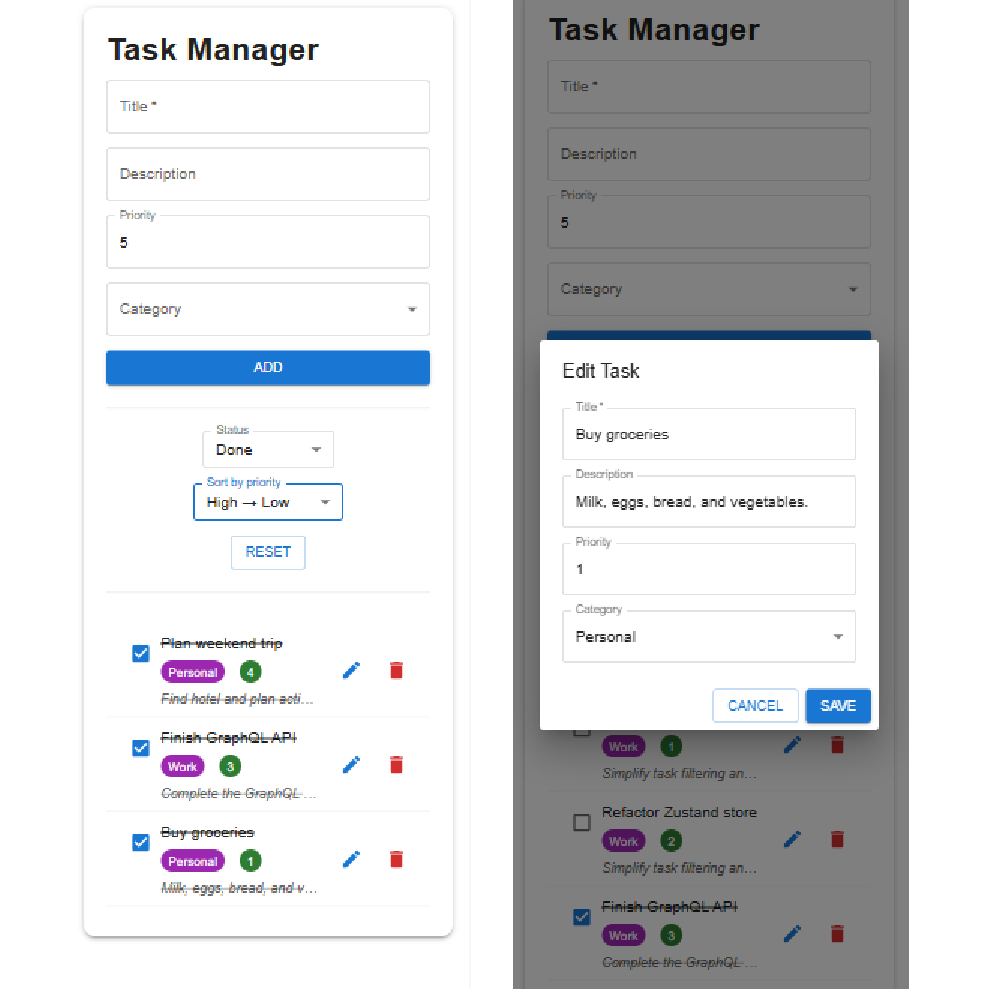 Task Manager
Title *
Description
Priority
5
Category
ADD
Status
Done
Sort by priority
High → Low
RESET
Plan weekend trip
Personal 4
Find hotel and plan acti...
Finish GraphQL API
Work 3
Complete the GraphQL ...
Buy groceries
Personal 1
Milk, eggs, bread, and v...
Task Manager
Title *
Description
Priority
5
Category
Edit Task
Title *
Buy groceries
Description
Milk, eggs, bread, and vegetables.
Priority
1
Category
Personal
CANCEL SAVE
Work 1
Simplify task filtering an...
Refactor Zustand store
Work 2
Simplify task filtering an...
Finish GraphQL API
Work 3
Complete the GraphQL ...